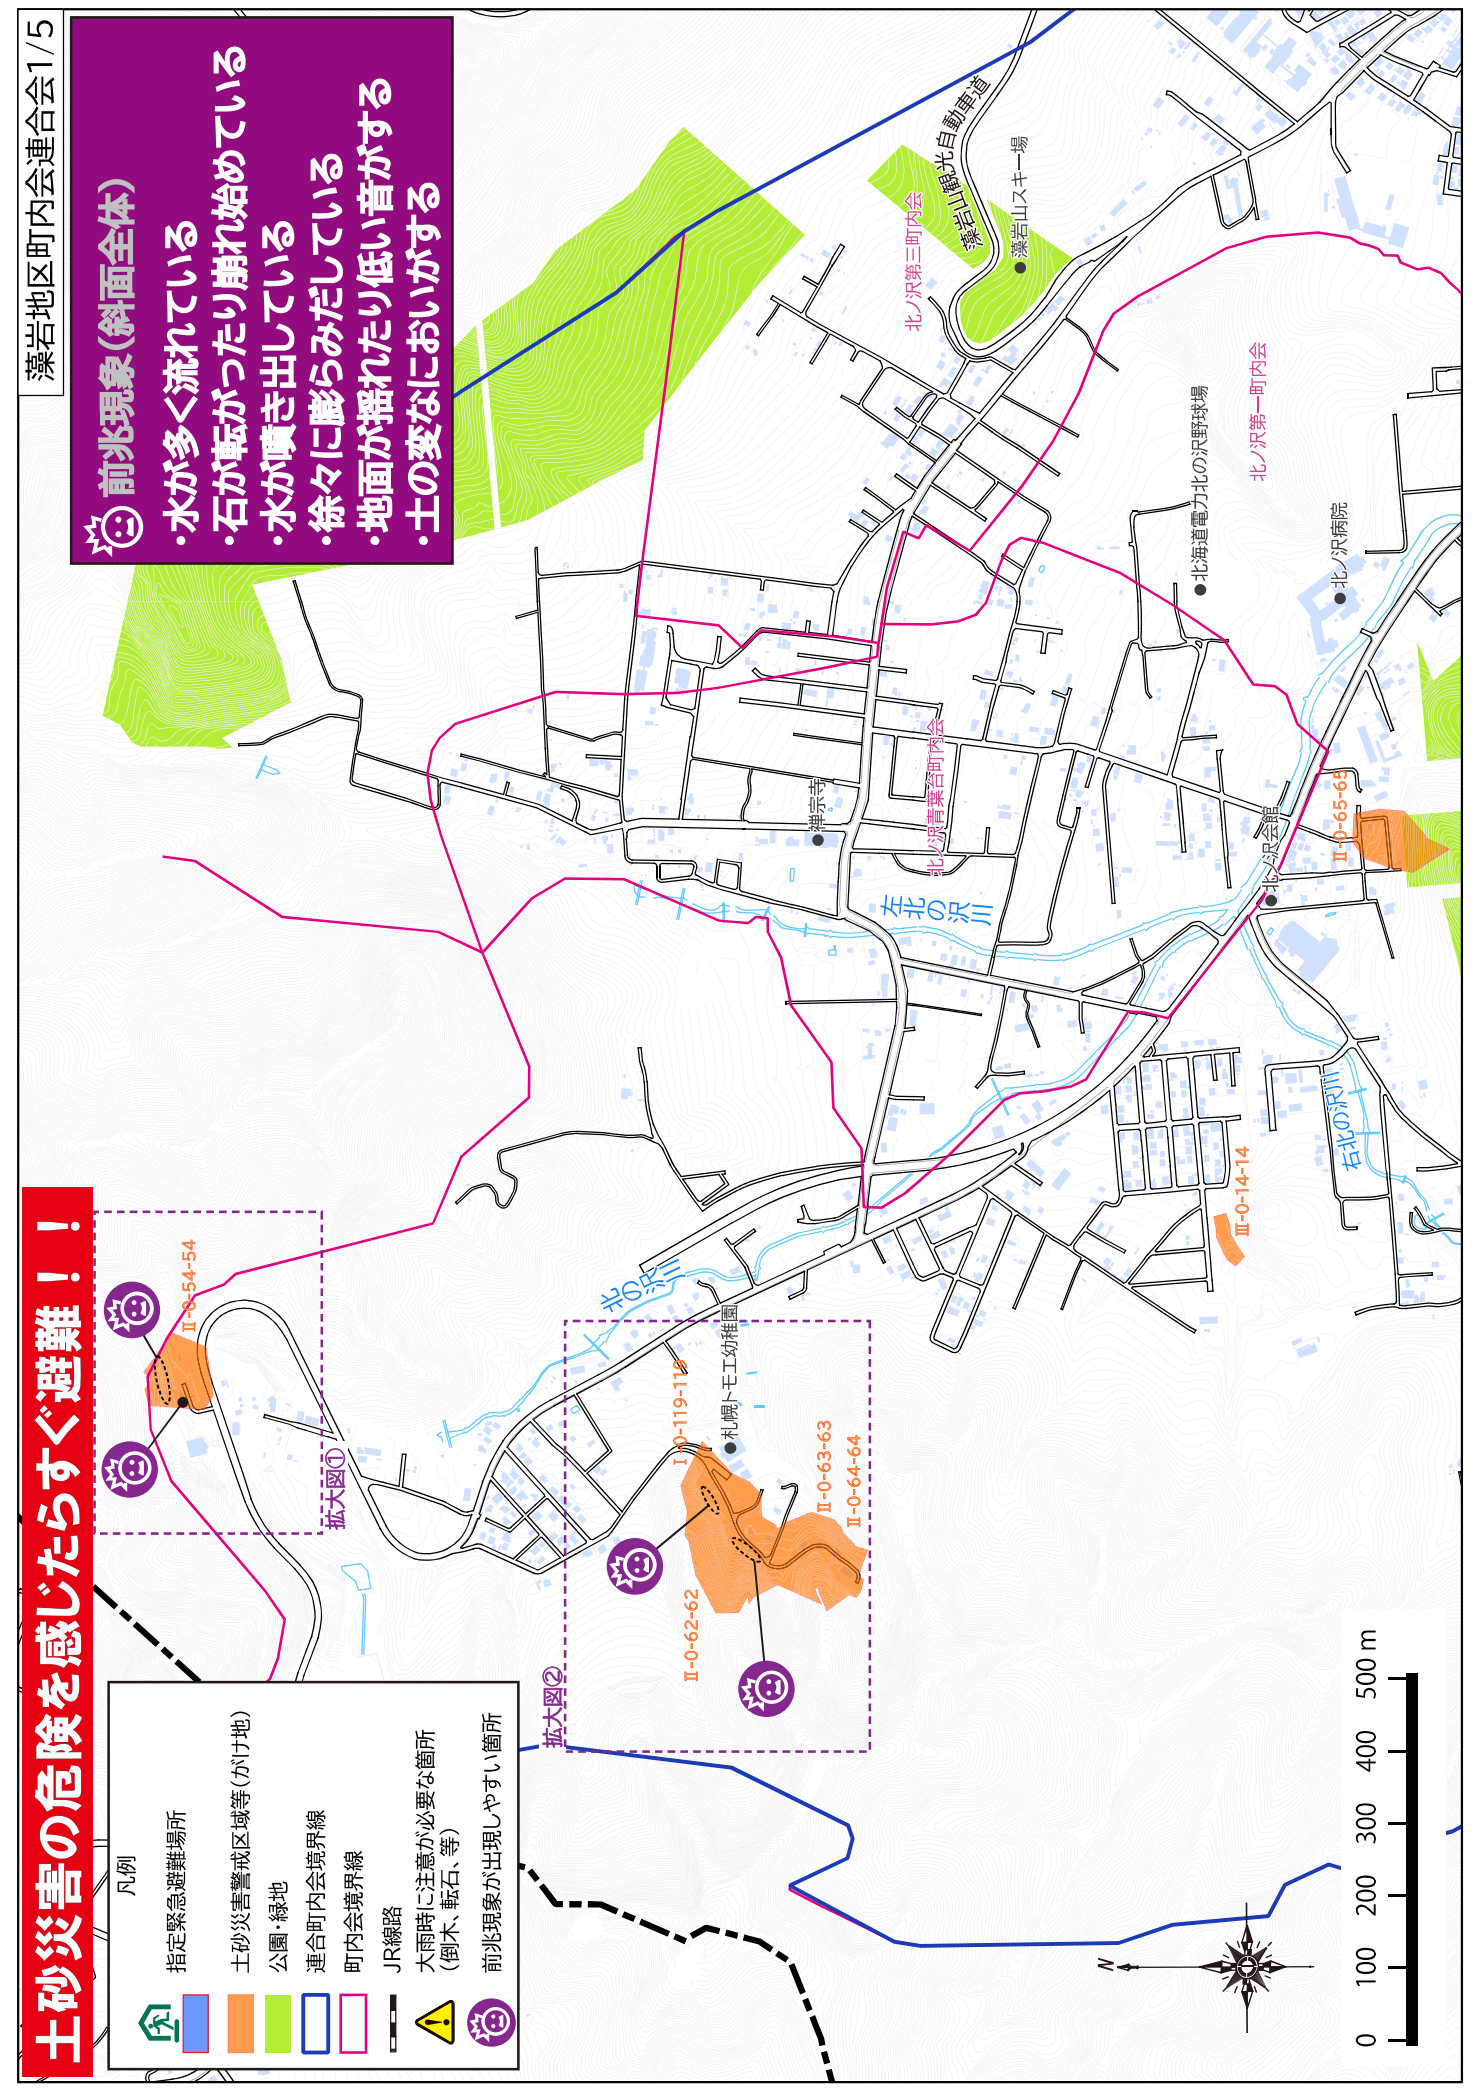 藻岩地区町内会連合会1/5
土砂災害の危険を感じたらすぐ避難！！
前兆現象(斜面全体)
・水が多く流れている
・石が転がったり崩れ始めている
・水が噴き出している
・徐々に膨らみだしている
・地面が揺れたり低い音がする
・土の変なにおいがする
凡例
指定緊急避難場所
土砂災害警戒区域等(がけ地)
公園・緑地
連合町内会境界線
町内会境界線
JR線路
大雨時に注意が必要な箇所
(倒木、転石、等)
前兆現象が出現しやすい箇所
Ⅱ-0-54-54
拡大図①
拡大図②
北の
沢
川
Ⅰ-0-119-119
札幌トモエ幼稚園
Ⅱ-0-62-62
Ⅱ-0-63-63
Ⅱ-0-64-64
禅宗寺
左
北
の
沢
川
北ノ沢青葉台町内会
藻岩山観光自動車道
北ノ沢第三町内会
藻岩山スキー場
北海道電力北の沢野球場
北ノ沢第一町内会
北ノ沢病院
北ノ沢会館
Ⅱ-0-65-65
Ⅲ-0-14-14
右北の沢川
N
0 100 200 300 400 500 m